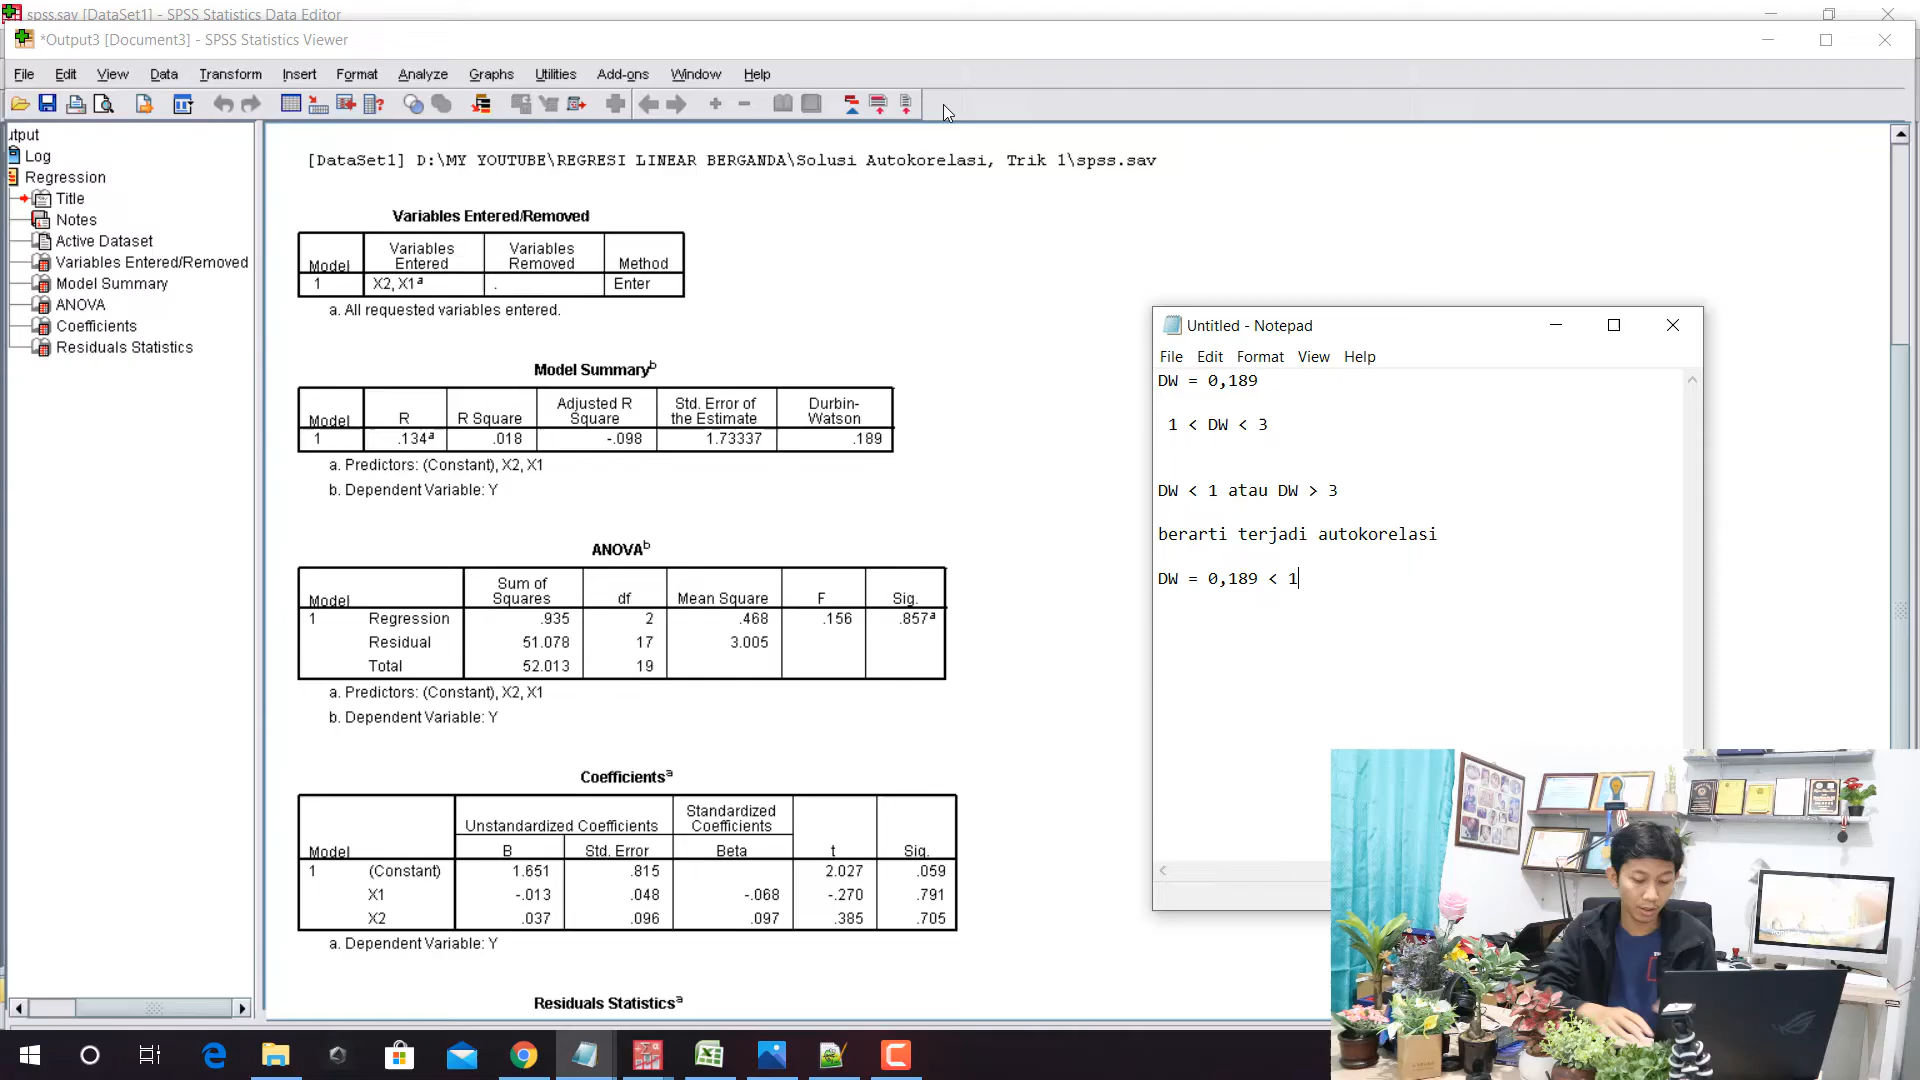 spss.sav [DataSet1] - SPSS Statistics Data Editor
*Output3 [Document3] - SPSS Statistics Viewer
File Edit View Data Transform Insert Format Analyze Graphs Utilities Add-ons Window Help
utput
Log
Regression
Title
Notes
Active Dataset
Variables Entered/Removed
Model Summary
ANOVA
Coefficients
Residuals Statistics
[DataSet1] D:\MY YOUTUBE\REGRESI LINEAR BERGANDA\Solusi Autokorelasi, Trik 1\spss.sav
Variables Entered/Removed
Model Variables Entered Variables Removed Method
1 X2, X1a . Enter
a. All requested variables entered.
Model Summaryb
Model R R Square Adjusted R Square Std. Error of the Estimate Durbin-Watson
1 .134a .018 -.098 1.73337 .189
a. Predictors: (Constant), X2, X1
b. Dependent Variable: Y
ANOVAb
Model Sum of Squares df Mean Square F Sig.
1 Regression .935 2 .468 .156 .857a
Residual 51.078 17 3.005
Total 52.013 19
a. Predictors: (Constant), X2, X1
b. Dependent Variable: Y
Coefficientsa
Model Unstandardized Coefficients Standardized Coefficients t Sig.
B Std. Error Beta
1 (Constant) 1.651 .815 2.027 .059
X1 -.013 .048 -.068 -.270 .791
X2 .037 .096 .097 .385 .705
a. Dependent Variable: Y
Residuals Statisticsa
Untitled - Notepad
File Edit Format View Help
DW = 0,189
1 < DW < 3
DW < 1 atau DW > 3
berarti terjadi autokorelasi
DW = 0,189 < 1